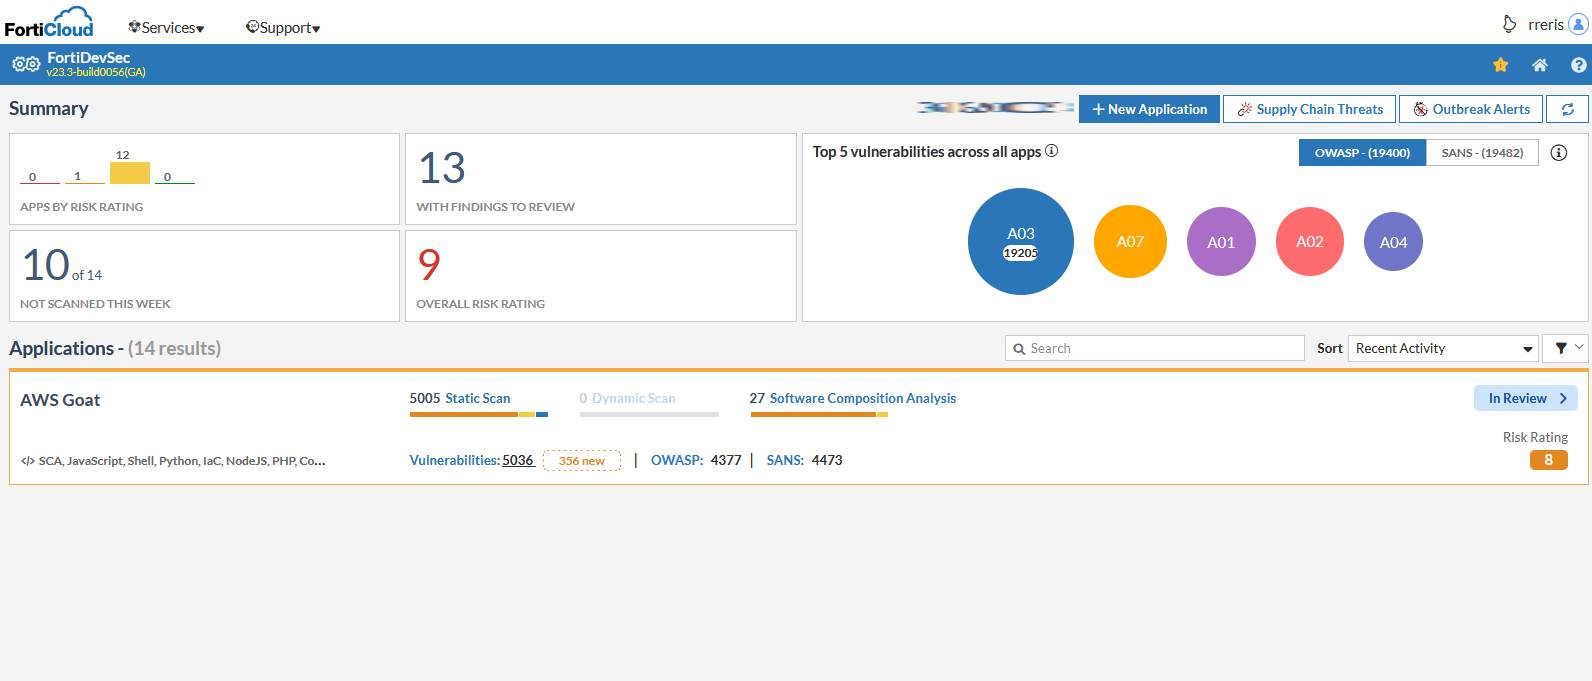 FortiCloud
Services
Support
rreris
FortiDevSec
v23.3-build0056(GA)
Summary
New Application
Supply Chain Threats
Outbreak Alerts
0
1
12
0
APPS BY RISK RATING
13
WITH FINDINGS TO REVIEW
Top 5 vulnerabilities across all apps
OWASP - (19400)
SANS - (19482)
A03
19205
A07
A01
A02
A04
10 of 14
NOT SCANNED THIS WEEK
9
OVERALL RISK RATING
Applications - (14 results)
Search
Sort
Recent Activity
AWS Goat
5005 Static Scan
0 Dynamic Scan
27 Software Composition Analysis
In Review
Risk Rating
8
</> SCA, JavaScript, Shell, Python, IaC, NodeJS, PHP, Co...
Vulnerabilities: 5036
356 new
| OWASP: 4377 | SANS: 4473